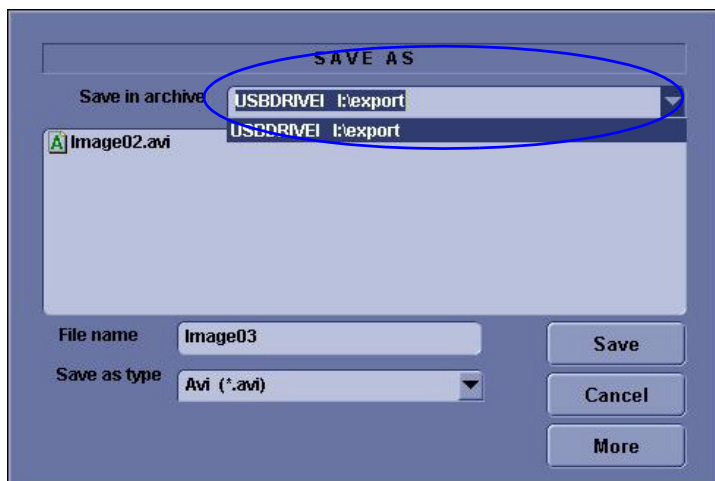 SAVE AS
Save in archive USBDRIVEI I:\export
USBDRIVEI I:\export
Image02.avi
File name Image03 Save
Save as type Avi (*.avi) Cancel
More